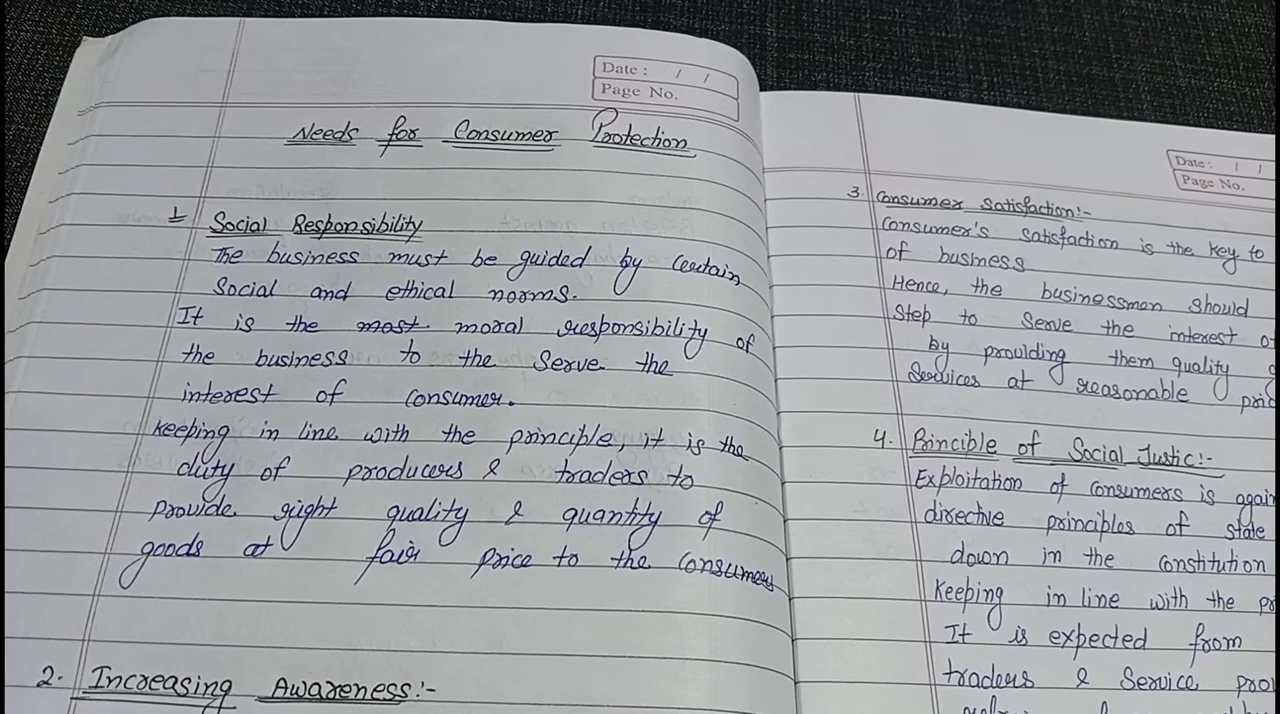 Date : / /
Page No.
Needs for Consumer Protection
1 Social Responsibility
The business must be guided by certain
Social and ethical norms.
It is the most moral responsibility of
the business to the serve the
interest of consumer.
Keeping in line with the principle, it is the
duty of producers & traders to
provide right quality & quantity of
goods at fair price to the consumers
2. Increasing Awareness:-
Date : / /
Page No.
3. Consumer Satisfaction:-
Consumer's satisfaction is the key to
of business
Hence, the businessmen should
Step to serve the interest o
by providing them quality g
Services at reasonable pric
4. Principle of Social Justic:-
Exploitation of consumers is again
directive principles of state
down in the constitution
Keeping in line with the pr
It is expected from
traders & Service pro